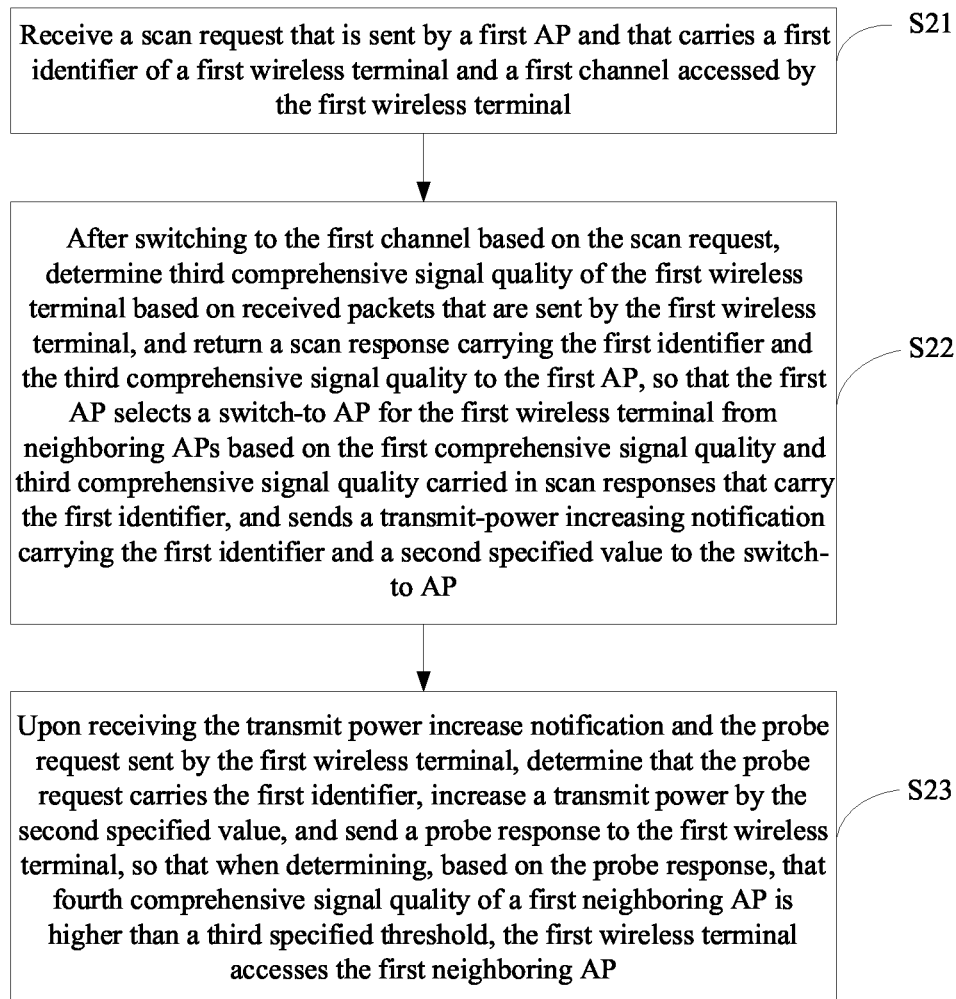 Receive a scan request that is sent by a first AP and that carries a first
identifier of a first wireless terminal and a first channel accessed by
the first wireless terminal
S21
After switching to the first channel based on the scan request,
determine third comprehensive signal quality of the first wireless
terminal based on received packets that are sent by the first wireless
terminal, and return a scan response carrying the first identifier and
the third comprehensive signal quality to the first AP, so that the first
AP selects a switch-to AP for the first wireless terminal from
neighboring APs based on the first comprehensive signal quality and
third comprehensive signal quality carried in scan responses that carry
the first identifier, and sends a transmit-power increasing notification
carrying the first identifier and a second specified value to the switch-
to AP
S22
Upon receiving the transmit power increase notification and the probe
request sent by the first wireless terminal, determine that the probe
request carries the first identifier, increase a transmit power by the
second specified value, and send a probe response to the first wireless
terminal, so that when determining, based on the probe response, that
fourth comprehensive signal quality of a first neighboring AP is
higher than a third specified threshold, the first wireless terminal
accesses the first neighboring AP
S23